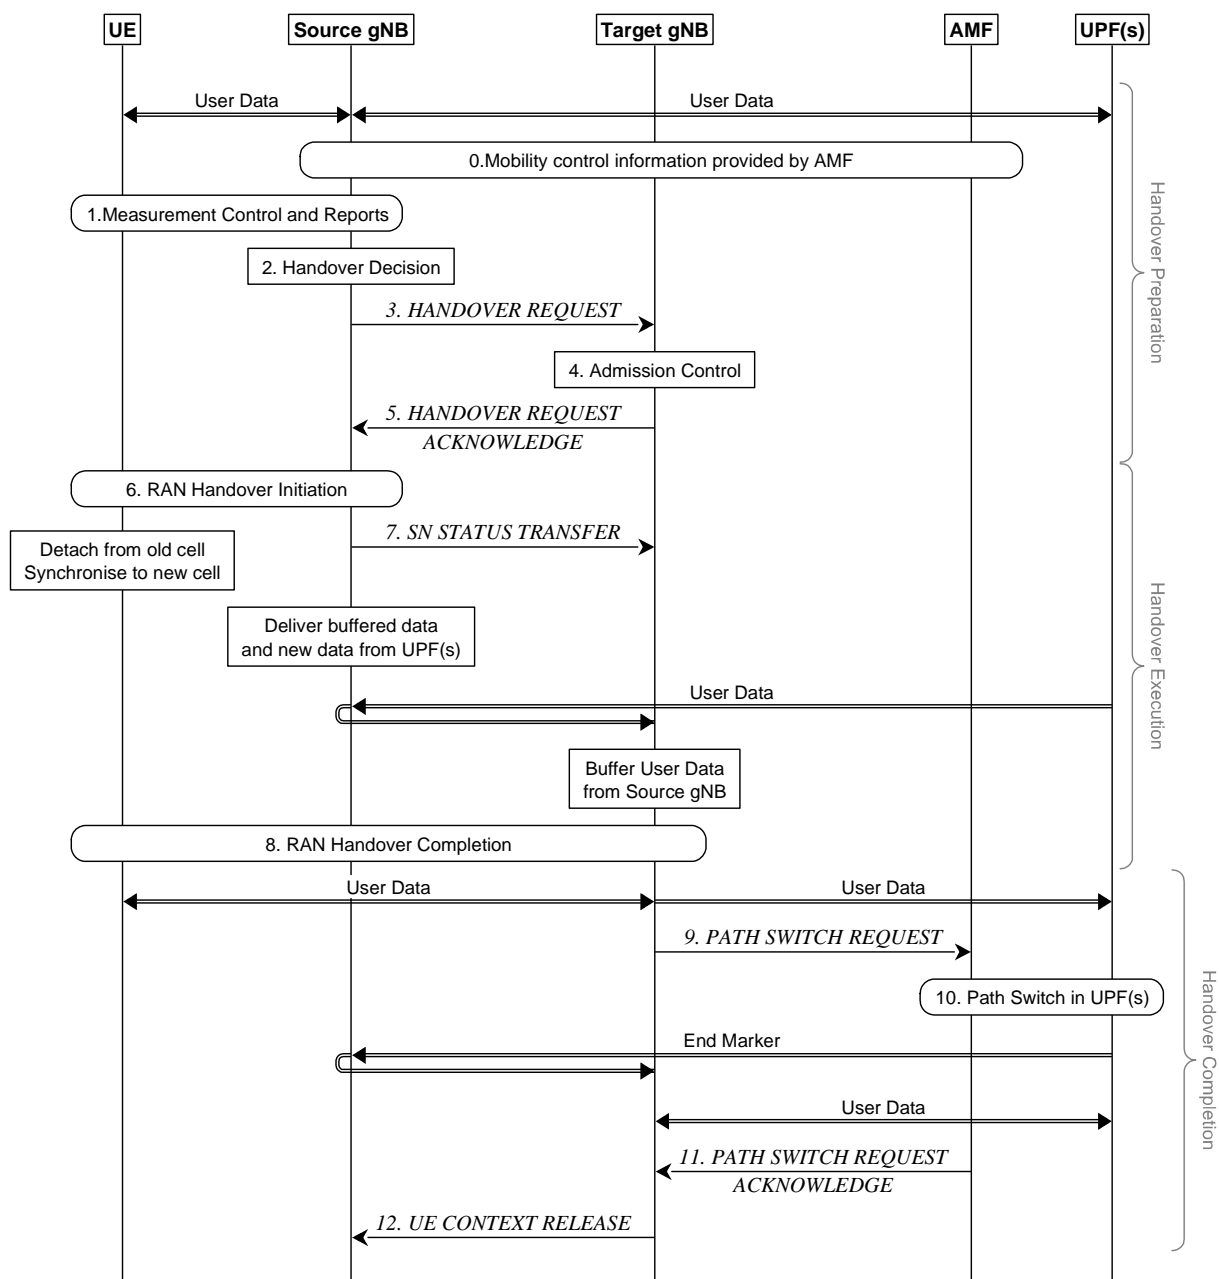 UE
Source gNB
Target gNB
AMF
UPF(s)
User Data
User Data
0.Mobility control information provided by AMF
1.Measurement Control and Reports
2. Handover Decision
3. HANDOVER REQUEST
4. Admission Control
5. HANDOVER REQUEST
ACKNOWLEDGE
Handover Preparation
6. RAN Handover Initiation
7. SN STATUS TRANSFER
Detach from old cell
Synchronise to new cell
Deliver buffered data
and new data from UPF(s)
User Data
Buffer User Data
from Source gNB
8. RAN Handover Completion
Handover Execution
User Data
User Data
9. PATH SWITCH REQUEST
10. Path Switch in UPF(s)
End Marker
User Data
11. PATH SWITCH REQUEST
ACKNOWLEDGE
12. UE CONTEXT RELEASE
Handover Completion